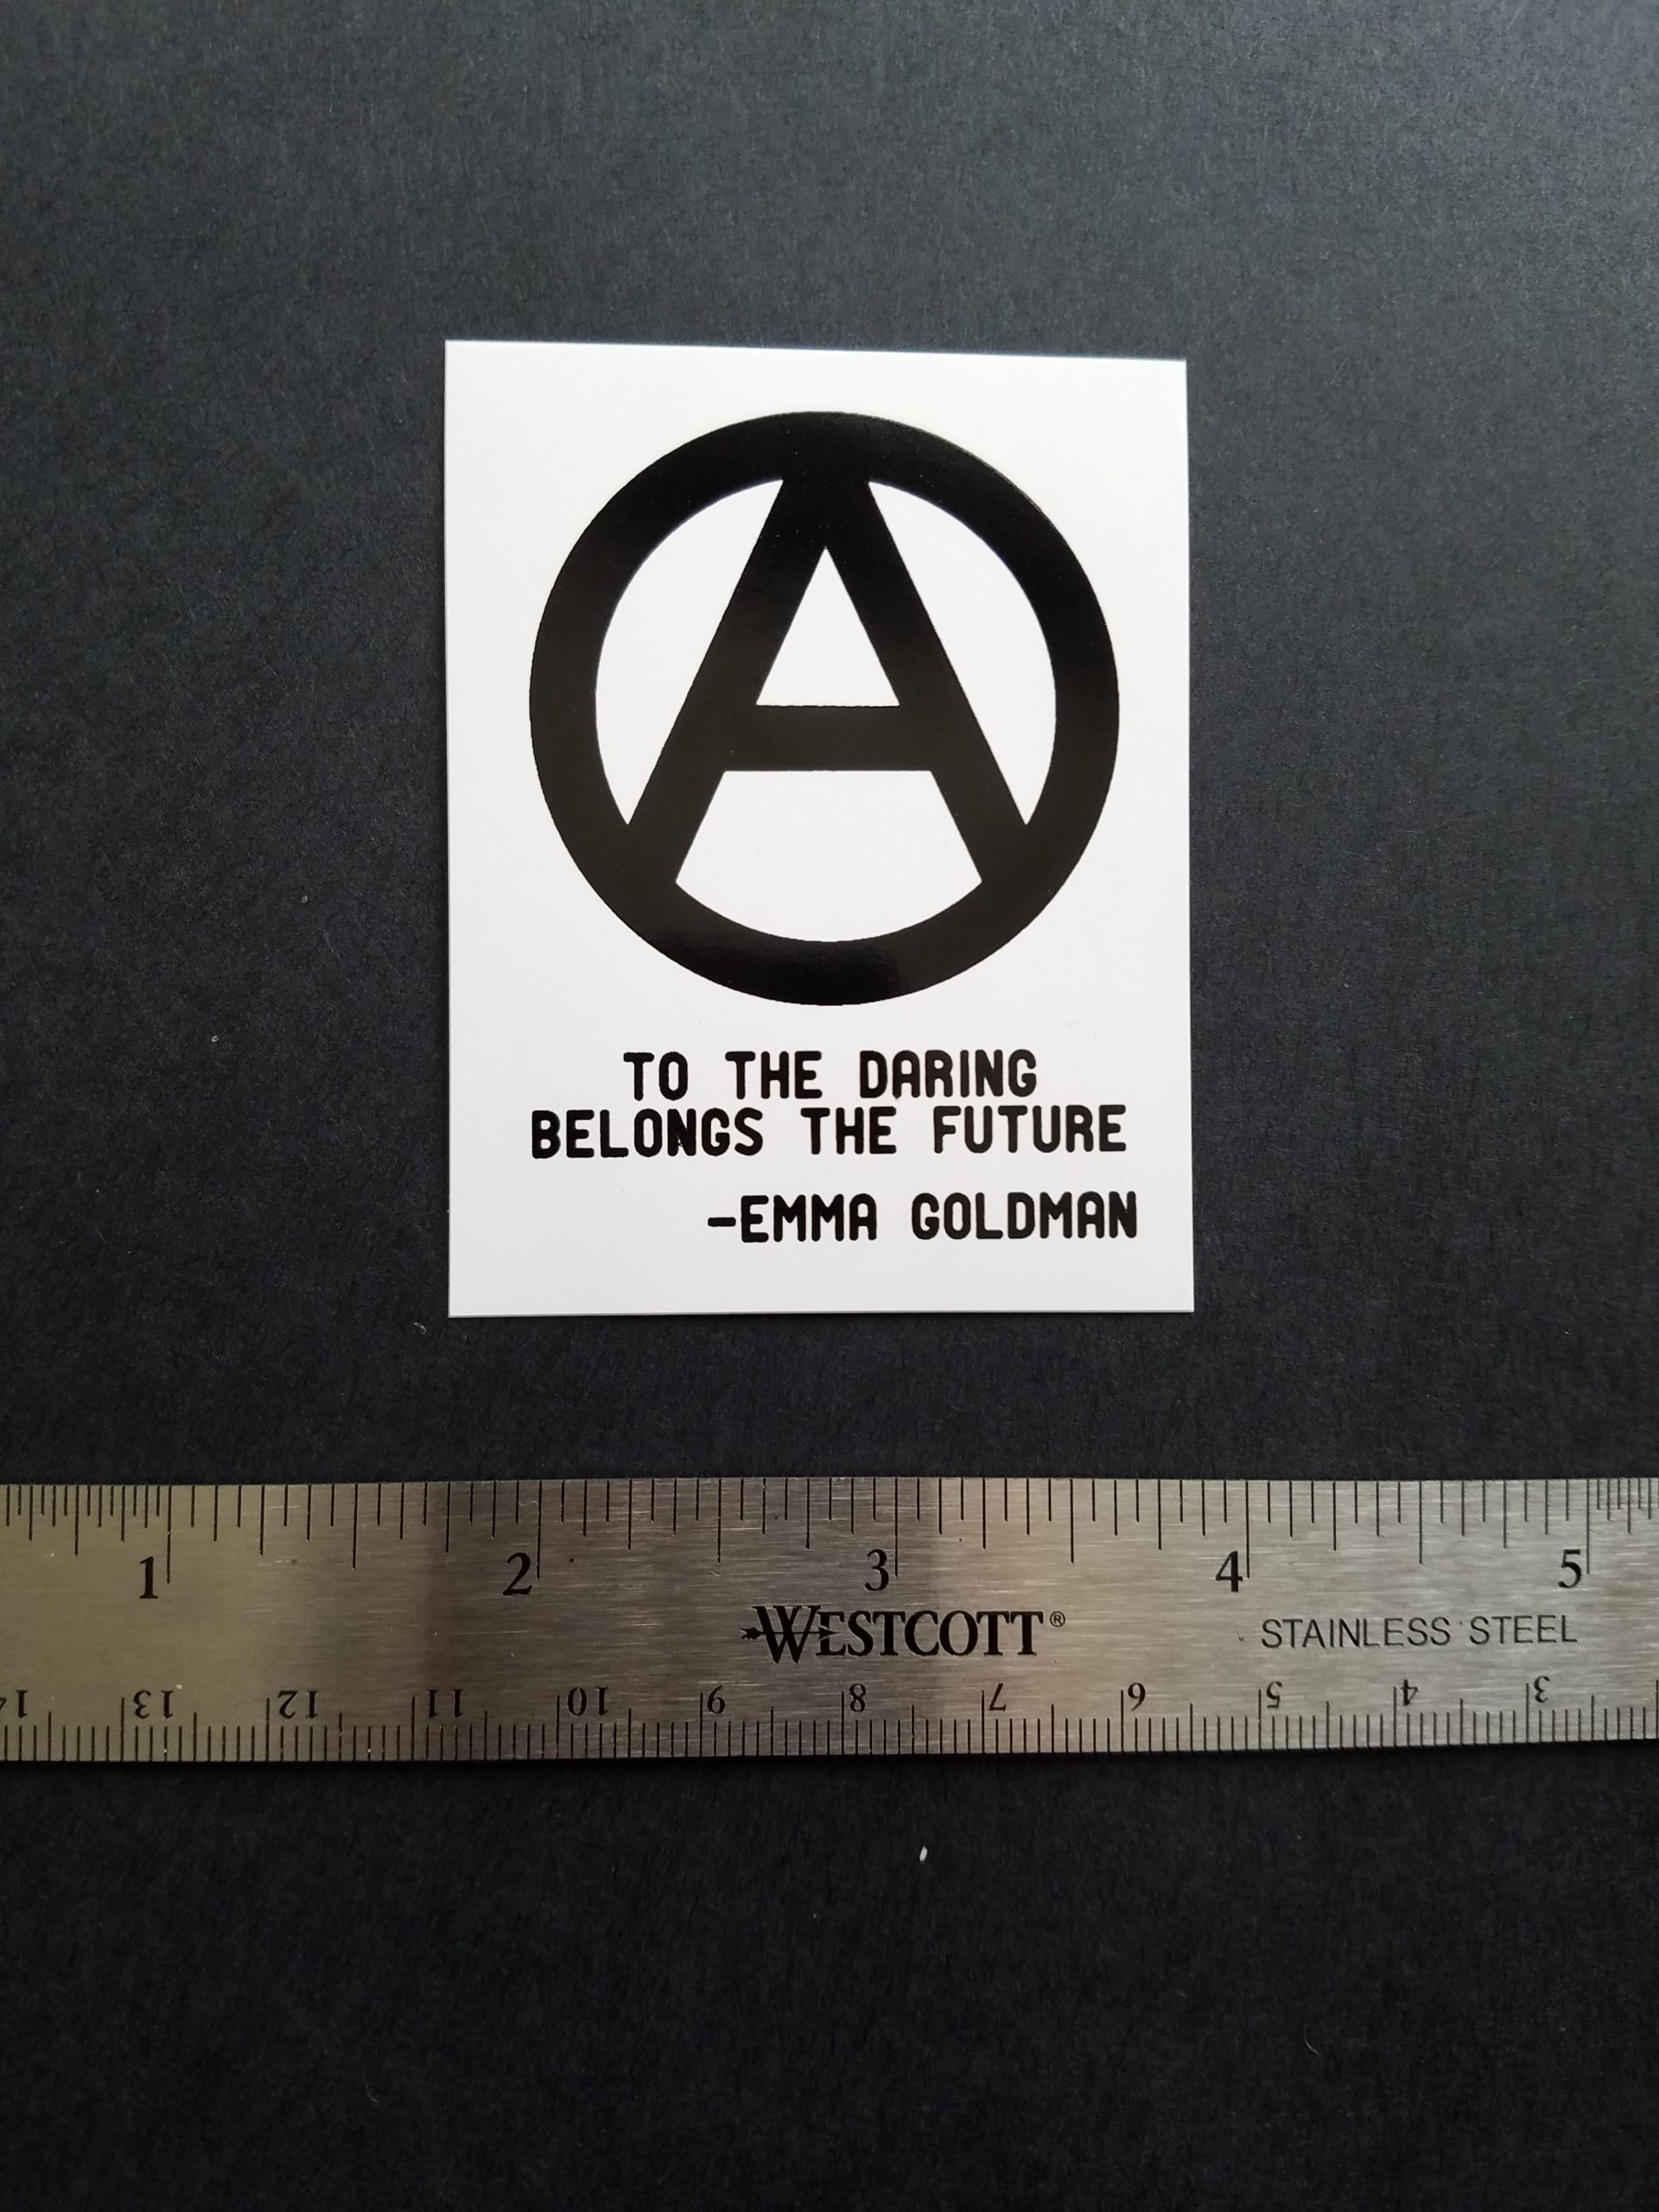 A
TO THE DARING
BELONGS THE FUTURE
-EMMA GOLDMAN
1 2 3 4 5
WESTCOTT®
STAINLESS STEEL
14 13 12 11 10 9 8 7 6 5 4 3